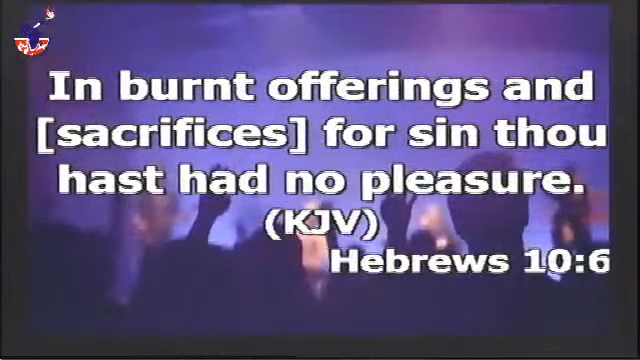 In burnt offerings and
[sacrifices] for sin thou
hast had no pleasure.
(KJV)
Hebrews 10:6